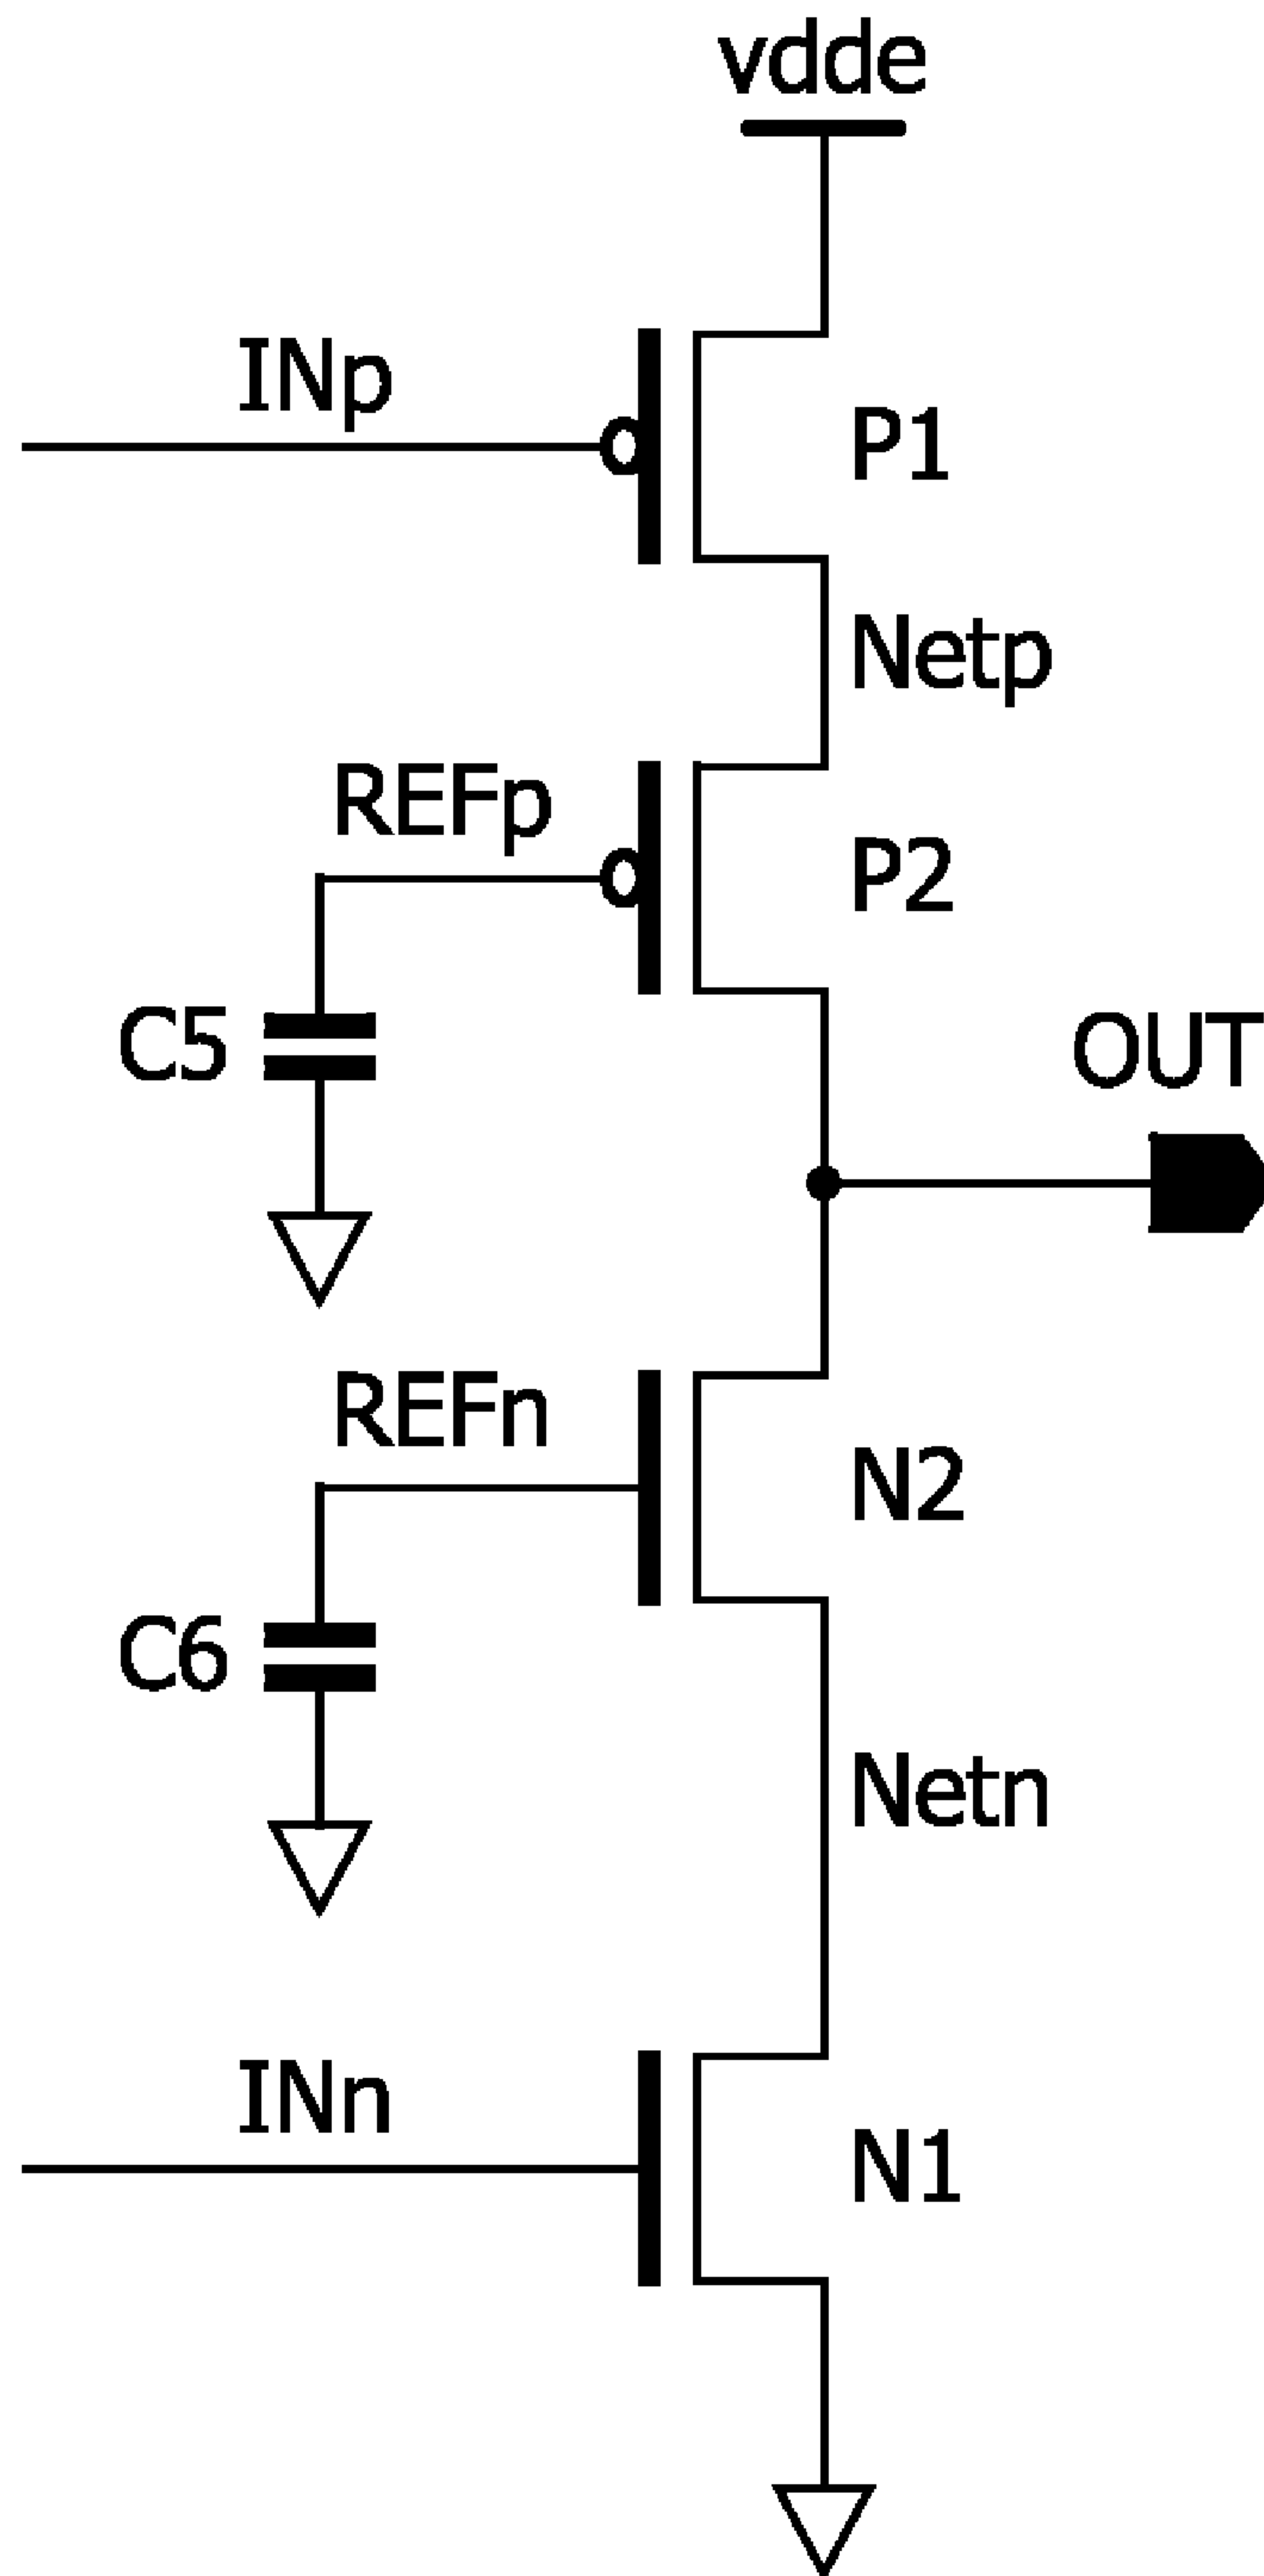 vdde
INp
P1
Netp
REFp
P2
C5
OUT
REFn
N2
C6
Netn
INn
N1